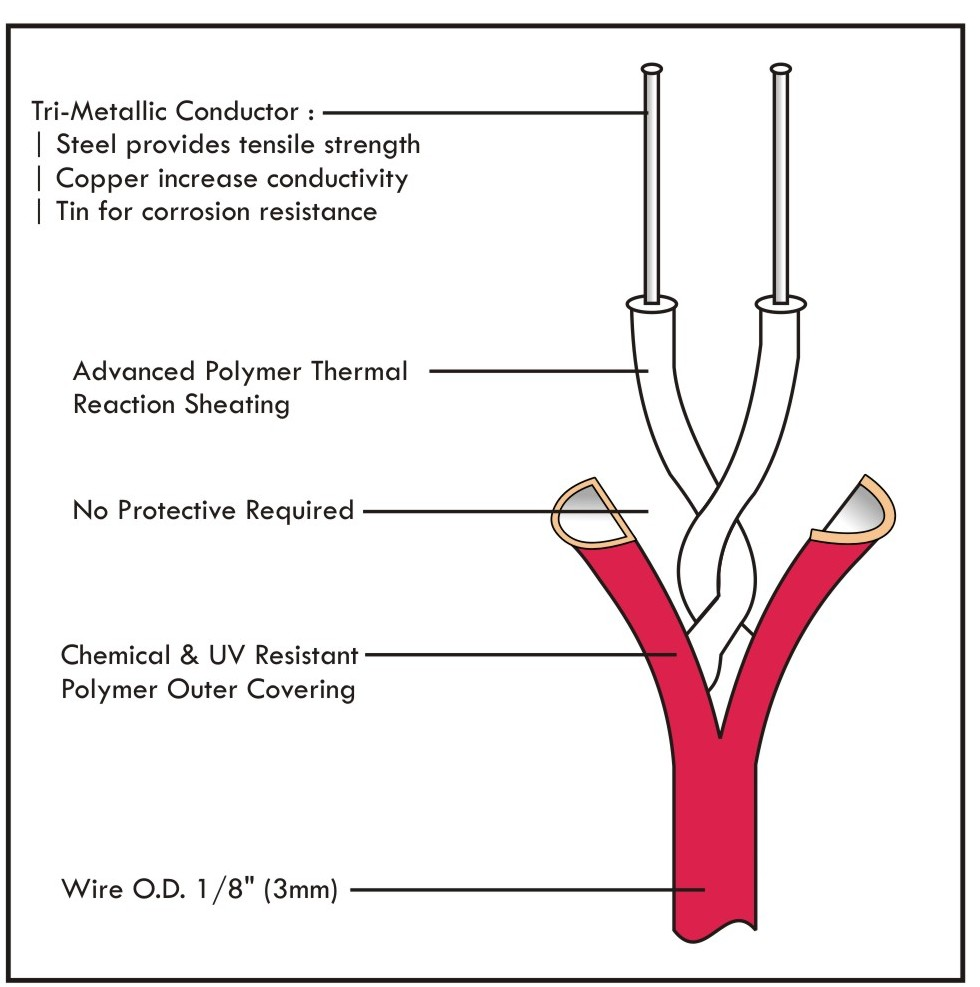 Tri-Metallic Conductor :
| Steel provides tensile strength
| Copper increase conductivity
| Tin for corrosion resistance
Advanced Polymer Thermal
Reaction Sheating
No Protective Required
Chemical & UV Resistant
Polymer Outer Covering
Wire O.D. 1/8" (3mm)